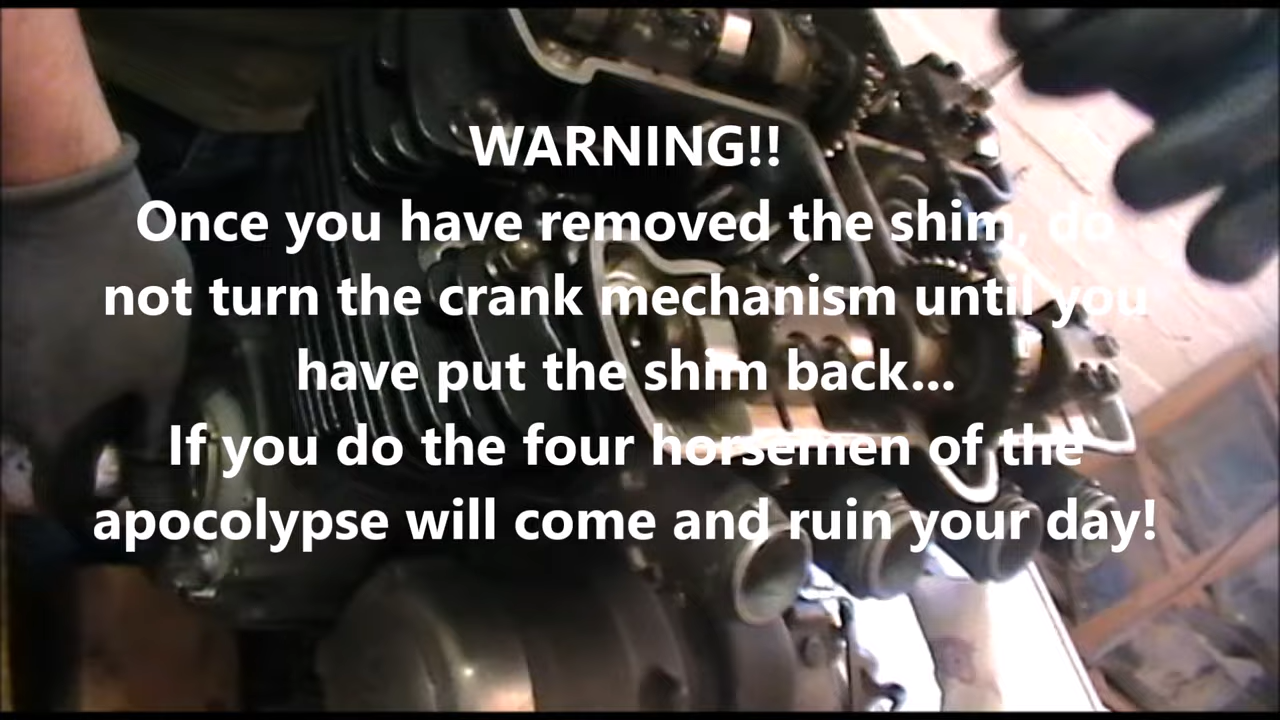 WARNING!!
Once you have removed the shim, do
not turn the crank mechanism until you
have put the shim back...
If you do the four horsemen of the
apocolypse will come and ruin your day!